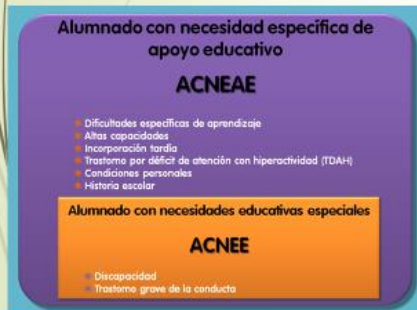 Alumnado con necesidad específica de
apoyo educativo
ACNEAE
Dificultades específicas de aprendizaje
Altas capacidades
Incorporación tardía
Trastorno por déficit de atención con hiperactividad (TDAH)
Condiciones personales
Historia escolar
Alumnado con necesidades educativas especiales
ACNEE
Discapacidad
Trastorno grave de la conducta